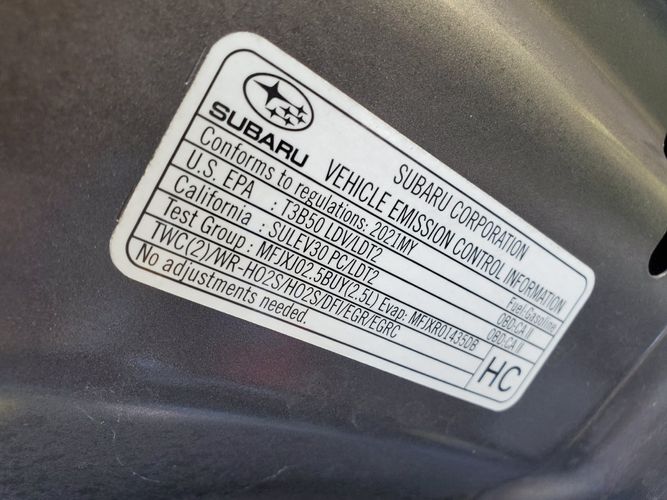 SUBARU
SUBARU CORPORATION
VEHICLE EMISSION CONTROL INFORMATION
Conforms to regulations: 2021MY Fuel:Gasoline
U.S. EPA : T3B50 LDV/LDT2 OBD:CA II
California : SULEV30 PC/LDT2 OBD:CA II
Test Group : MFJXJ02.5BUY(2.5L) Evap: MFJXR01435DB
TWC(2)/WR-HO2S/HO2S/DFI/EGR/EGRC
No adjustments needed.
HC